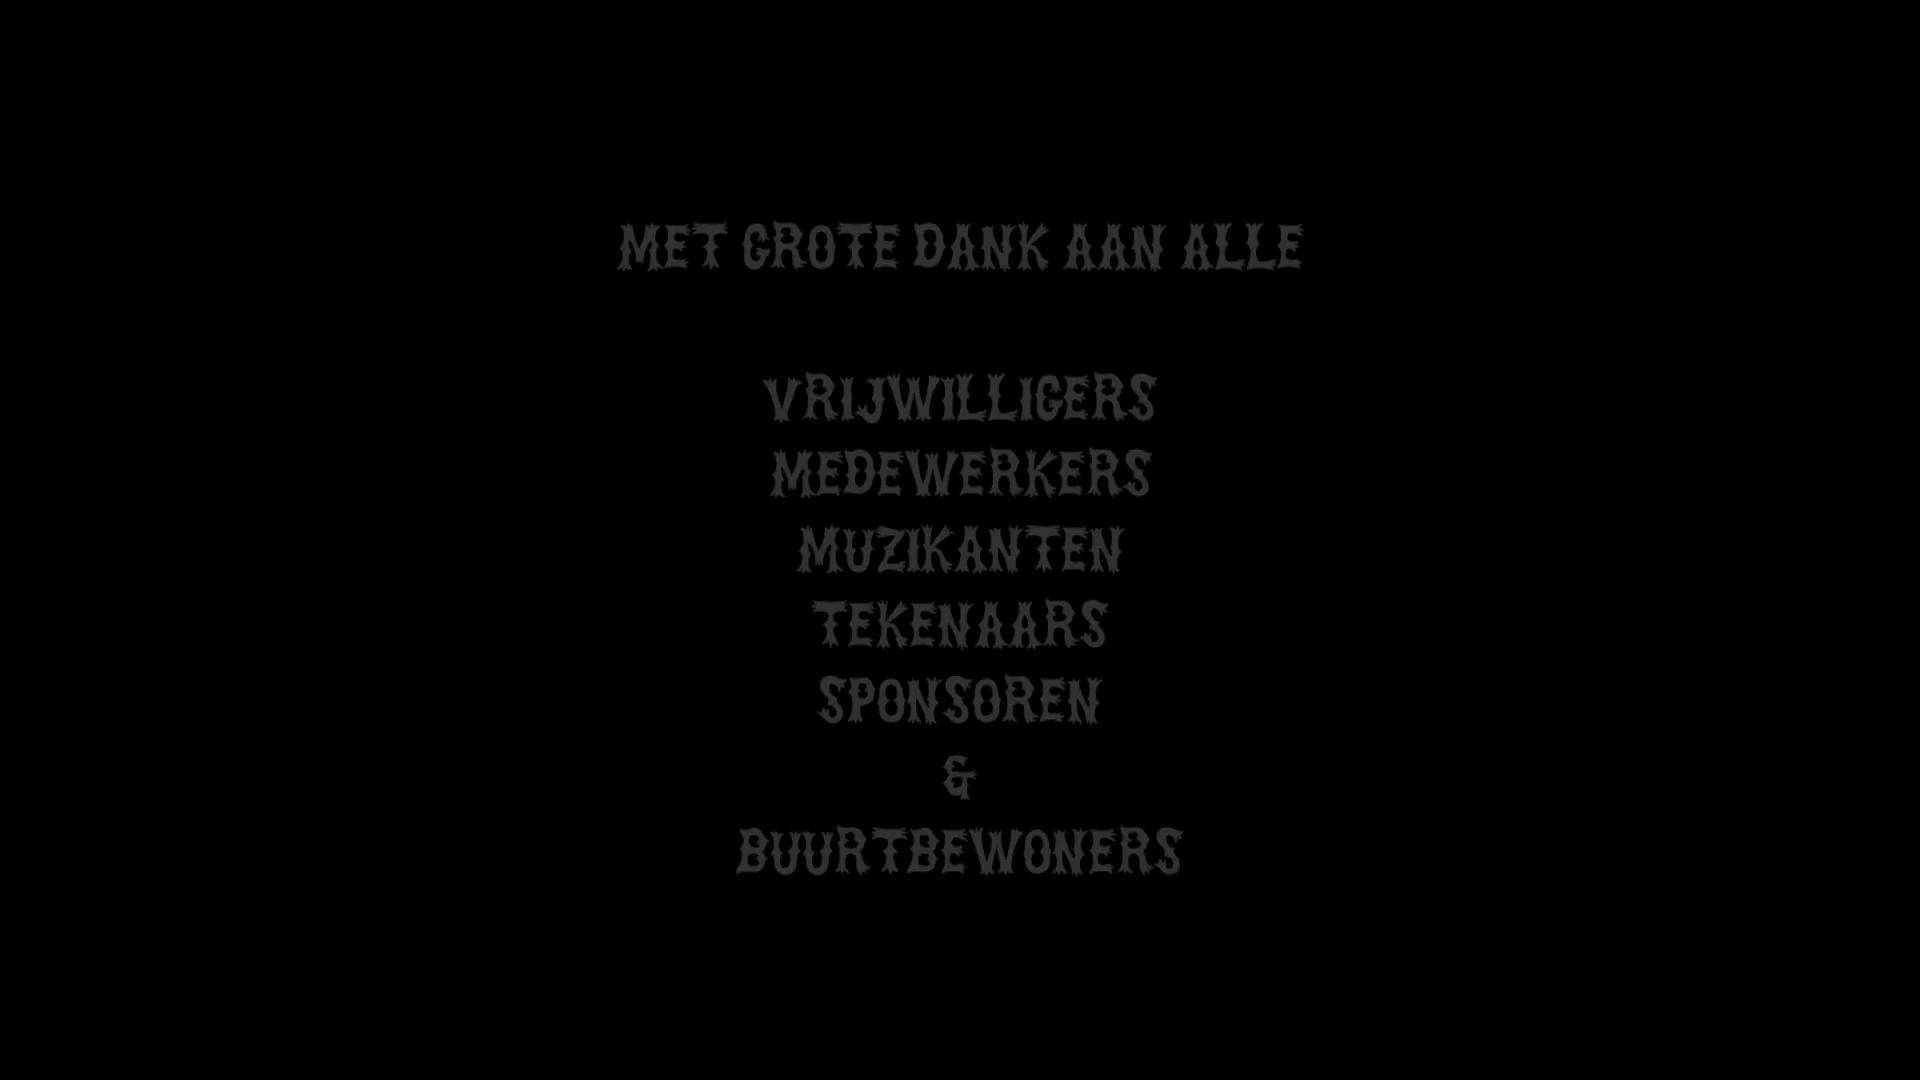 MET GROTE DANK AAN ALLE
VRIJWILLIGERS
MEDEWERKERS
MUZIKANTEN
TEKENAARS
SPONSOREN
&
BUURTBEWONERS